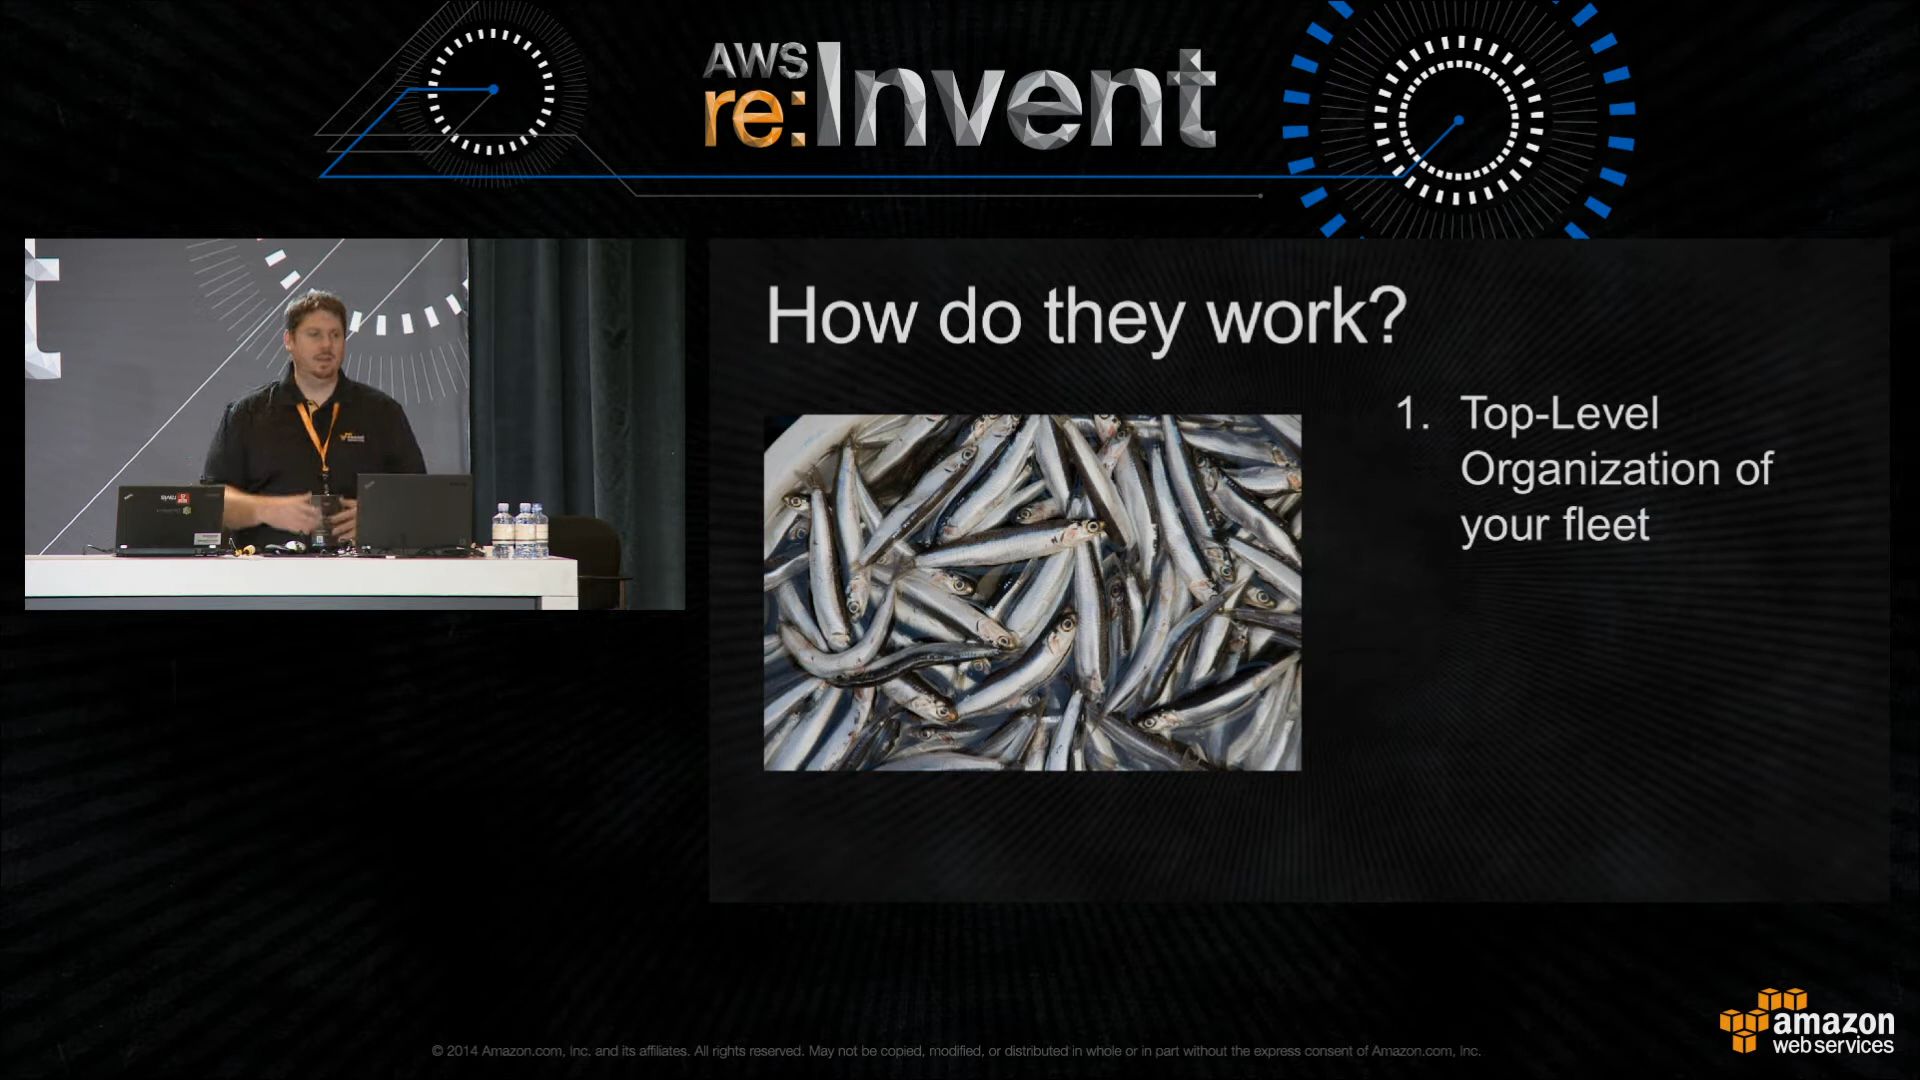 AWS
re:Invent
How do they work?
1. Top-Level
Organization of
your fleet
amazon
web services
© 2014 Amazon.com, Inc. and its affiliates. All rights reserved. May not be copied, modified, or distributed in whole or in part without the express consent of Amazon.com, Inc.